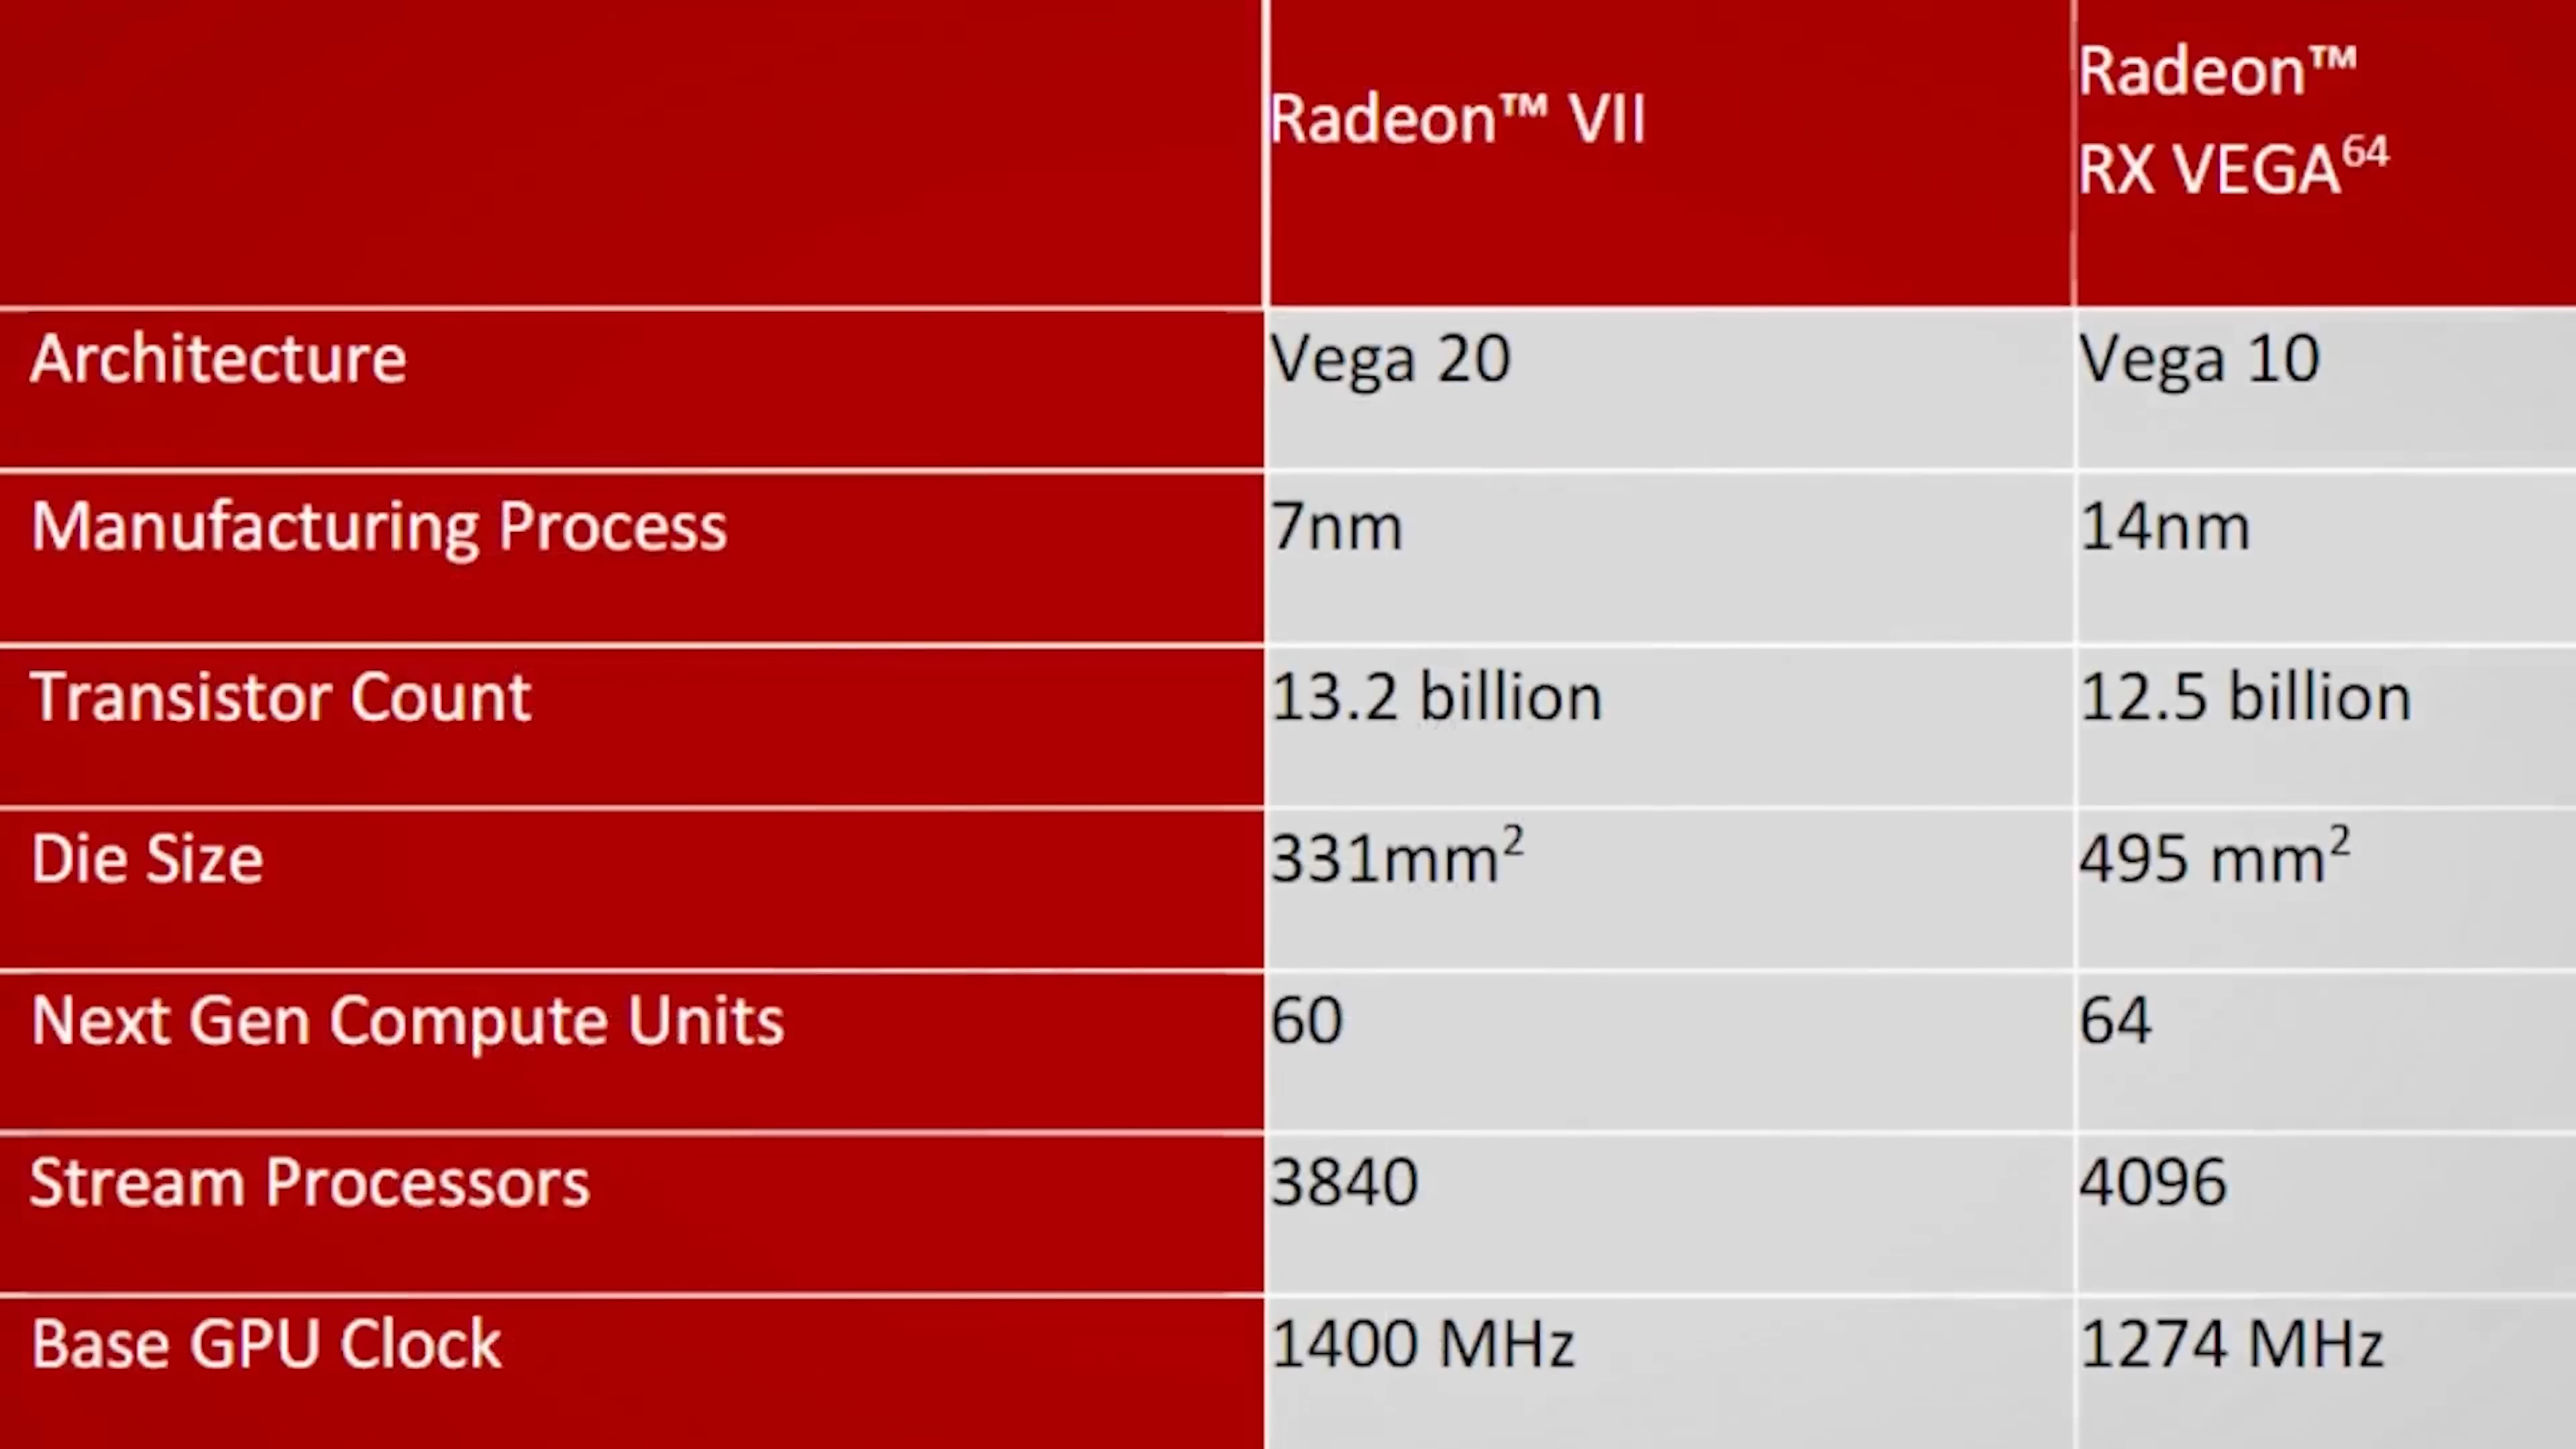 Radeon™ VII
Radeon™
RX VEGA⁶⁴
Architecture
Vega 20
Vega 10
Manufacturing Process
7nm
14nm
Transistor Count
13.2 billion
12.5 billion
Die Size
331mm²
495 mm²
Next Gen Compute Units
60
64
Stream Processors
3840
4096
Base GPU Clock
1400 MHz
1274 MHz